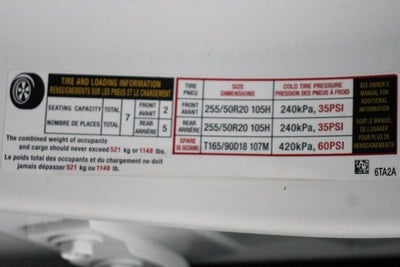 TIRE AND LOADING INFORMATION
RENSEIGNEMENTS SUR LES PNEUS ET LE CHARGEMENT
SEATING CAPACITY TOTAL 7 FRONT AVANT 2
NOMBRE DE PLACES TOTAL REAR ARRIÈRE 5
The combined weight of occupants
and cargo should never exceed 521 kg or 1148 lbs.
Le poids total des occupants et du chargement ne doit
jamais dépasser 521 kg ou 1148 lb.
TIRE PNEU SIZE DIMENSIONS COLD TIRE PRESSURE PRESSION DES PNEUS À FROID
FRONT AVANT 255/50R20 105H 240kPa, 35PSI
REAR ARRIÈRE 255/50R20 105H 240kPa, 35PSI
SPARE DE SECOURS T165/90D18 107M 420kPa, 60PSI
SEE OWNER'S
MANUAL FOR
ADDITIONAL
INFORMATION
VOIR LE MANUEL
DE L'USAGER
POUR PLUS DE
RENSEIGNEMENTS
6TA2A